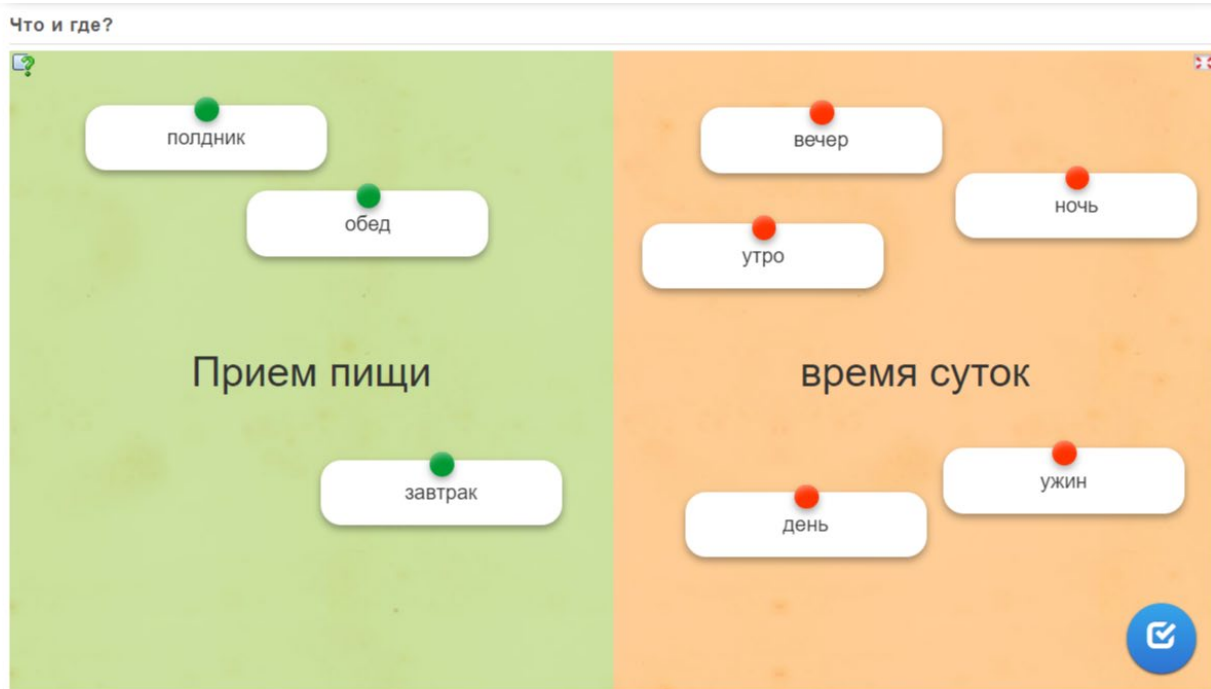 Что и где?
полдник
обед
Прием пищи
завтрак
вечер
ночь
утро
время суток
ужин
день